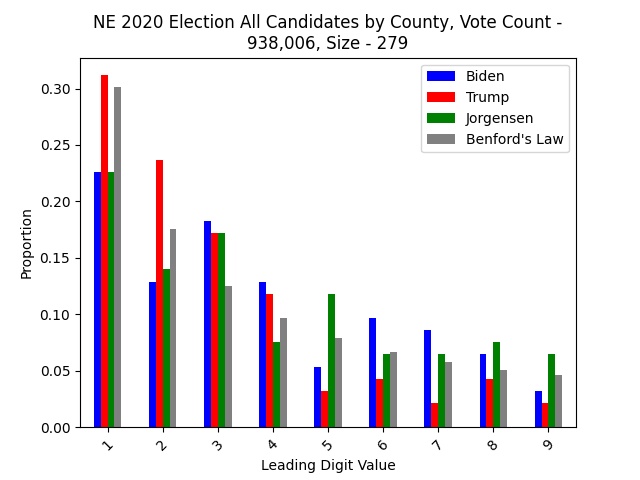 NE 2020 Election All Candidates by County, Vote Count -
938,006, Size - 279
Biden
Trump
Jorgensen
Benford's Law
Proportion
0.30
0.25
0.20
0.15
0.10
0.05
0.00
1 2 3 4 5 6 7 8 9
Leading Digit Value